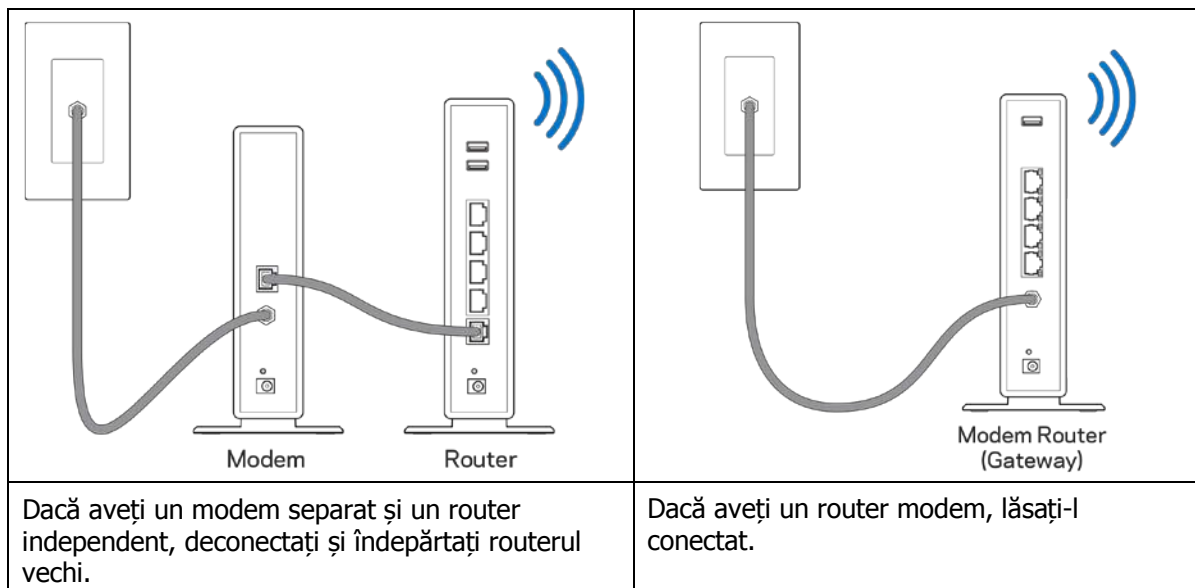 Modem
Router
Modem Router
(Gateway)
Dacă aveți un modem separat și un router
independent, deconectați și îndepărtați routerul
vechi.
Dacă aveți un router modem, lăsați-l
conectat.